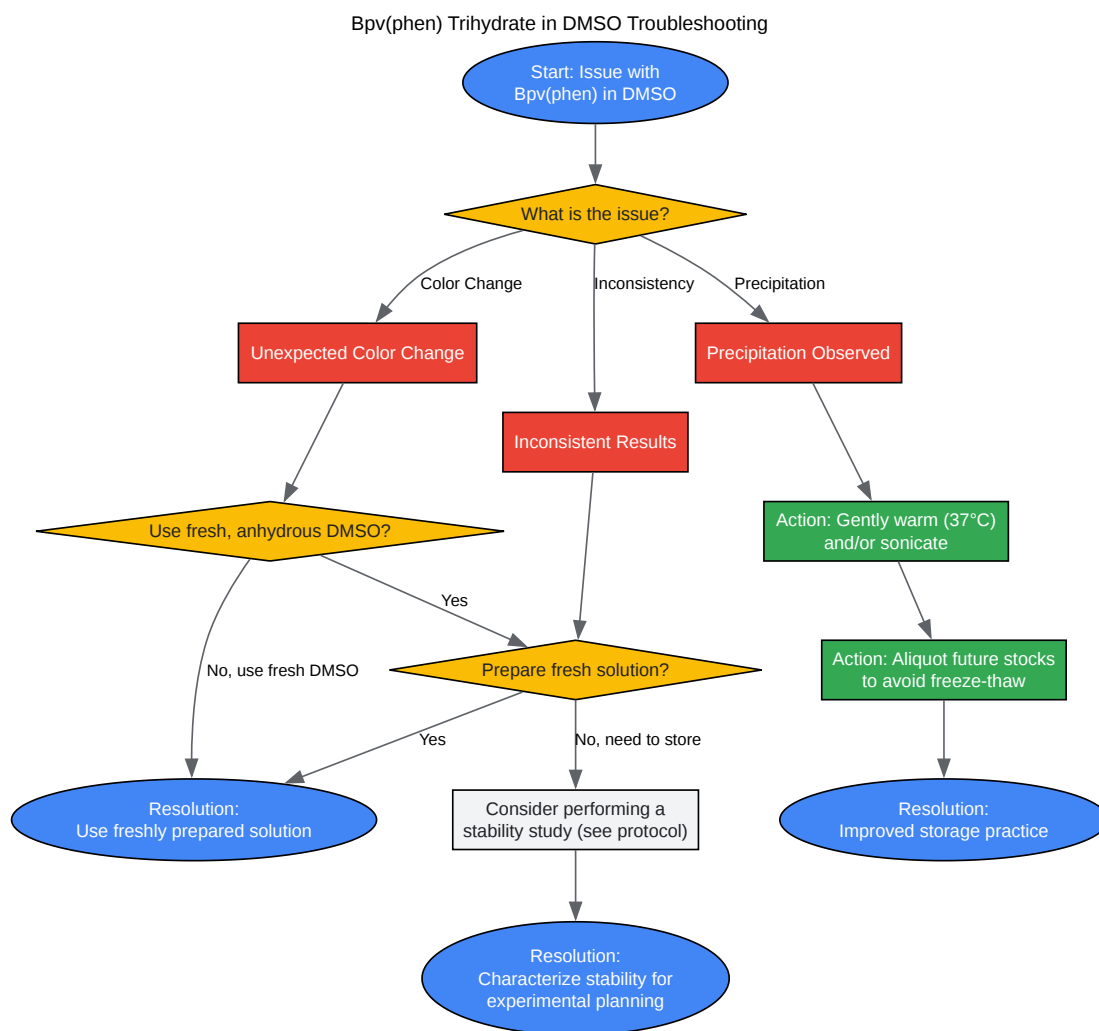 Bpv(phen) Trihydrate in DMSO Troubleshooting
Start: Issue with
Bpv(phen) in DMSO
What is the issue?
Color Change
Inconsistency
Precipitation
Unexpected Color Change
Precipitation Observed
Inconsistent Results
Use fresh, anhydrous DMSO?
Action: Gently warm (37°C)
and/or sonicate
Yes
No, use fresh DMSO
Prepare fresh solution?
Action: Aliquot future stocks
to avoid freeze-thaw
Yes
No, need to store
Resolution:
Use freshly prepared solution
Consider performing a
stability study (see protocol)
Resolution:
Improved storage practice
Resolution:
Characterize stability for
experimental planning